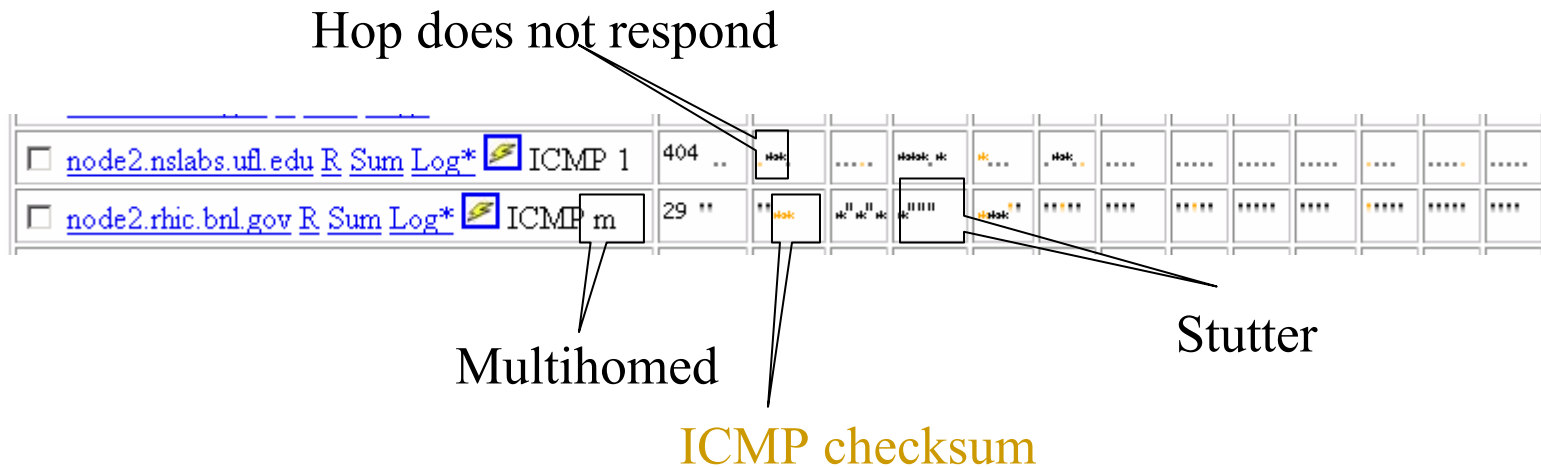 Hop does not respond
node2.nslabs.ufl.edu R Sum Log* ICMP 1 404 .. .***. ..... ****.* *... .***.. .... ..... ..... .... ..... .....
node2.rhic.bnl.gov R Sum Log* ICMP m 29 "
Multihomed
Stutter
ICMP checksum